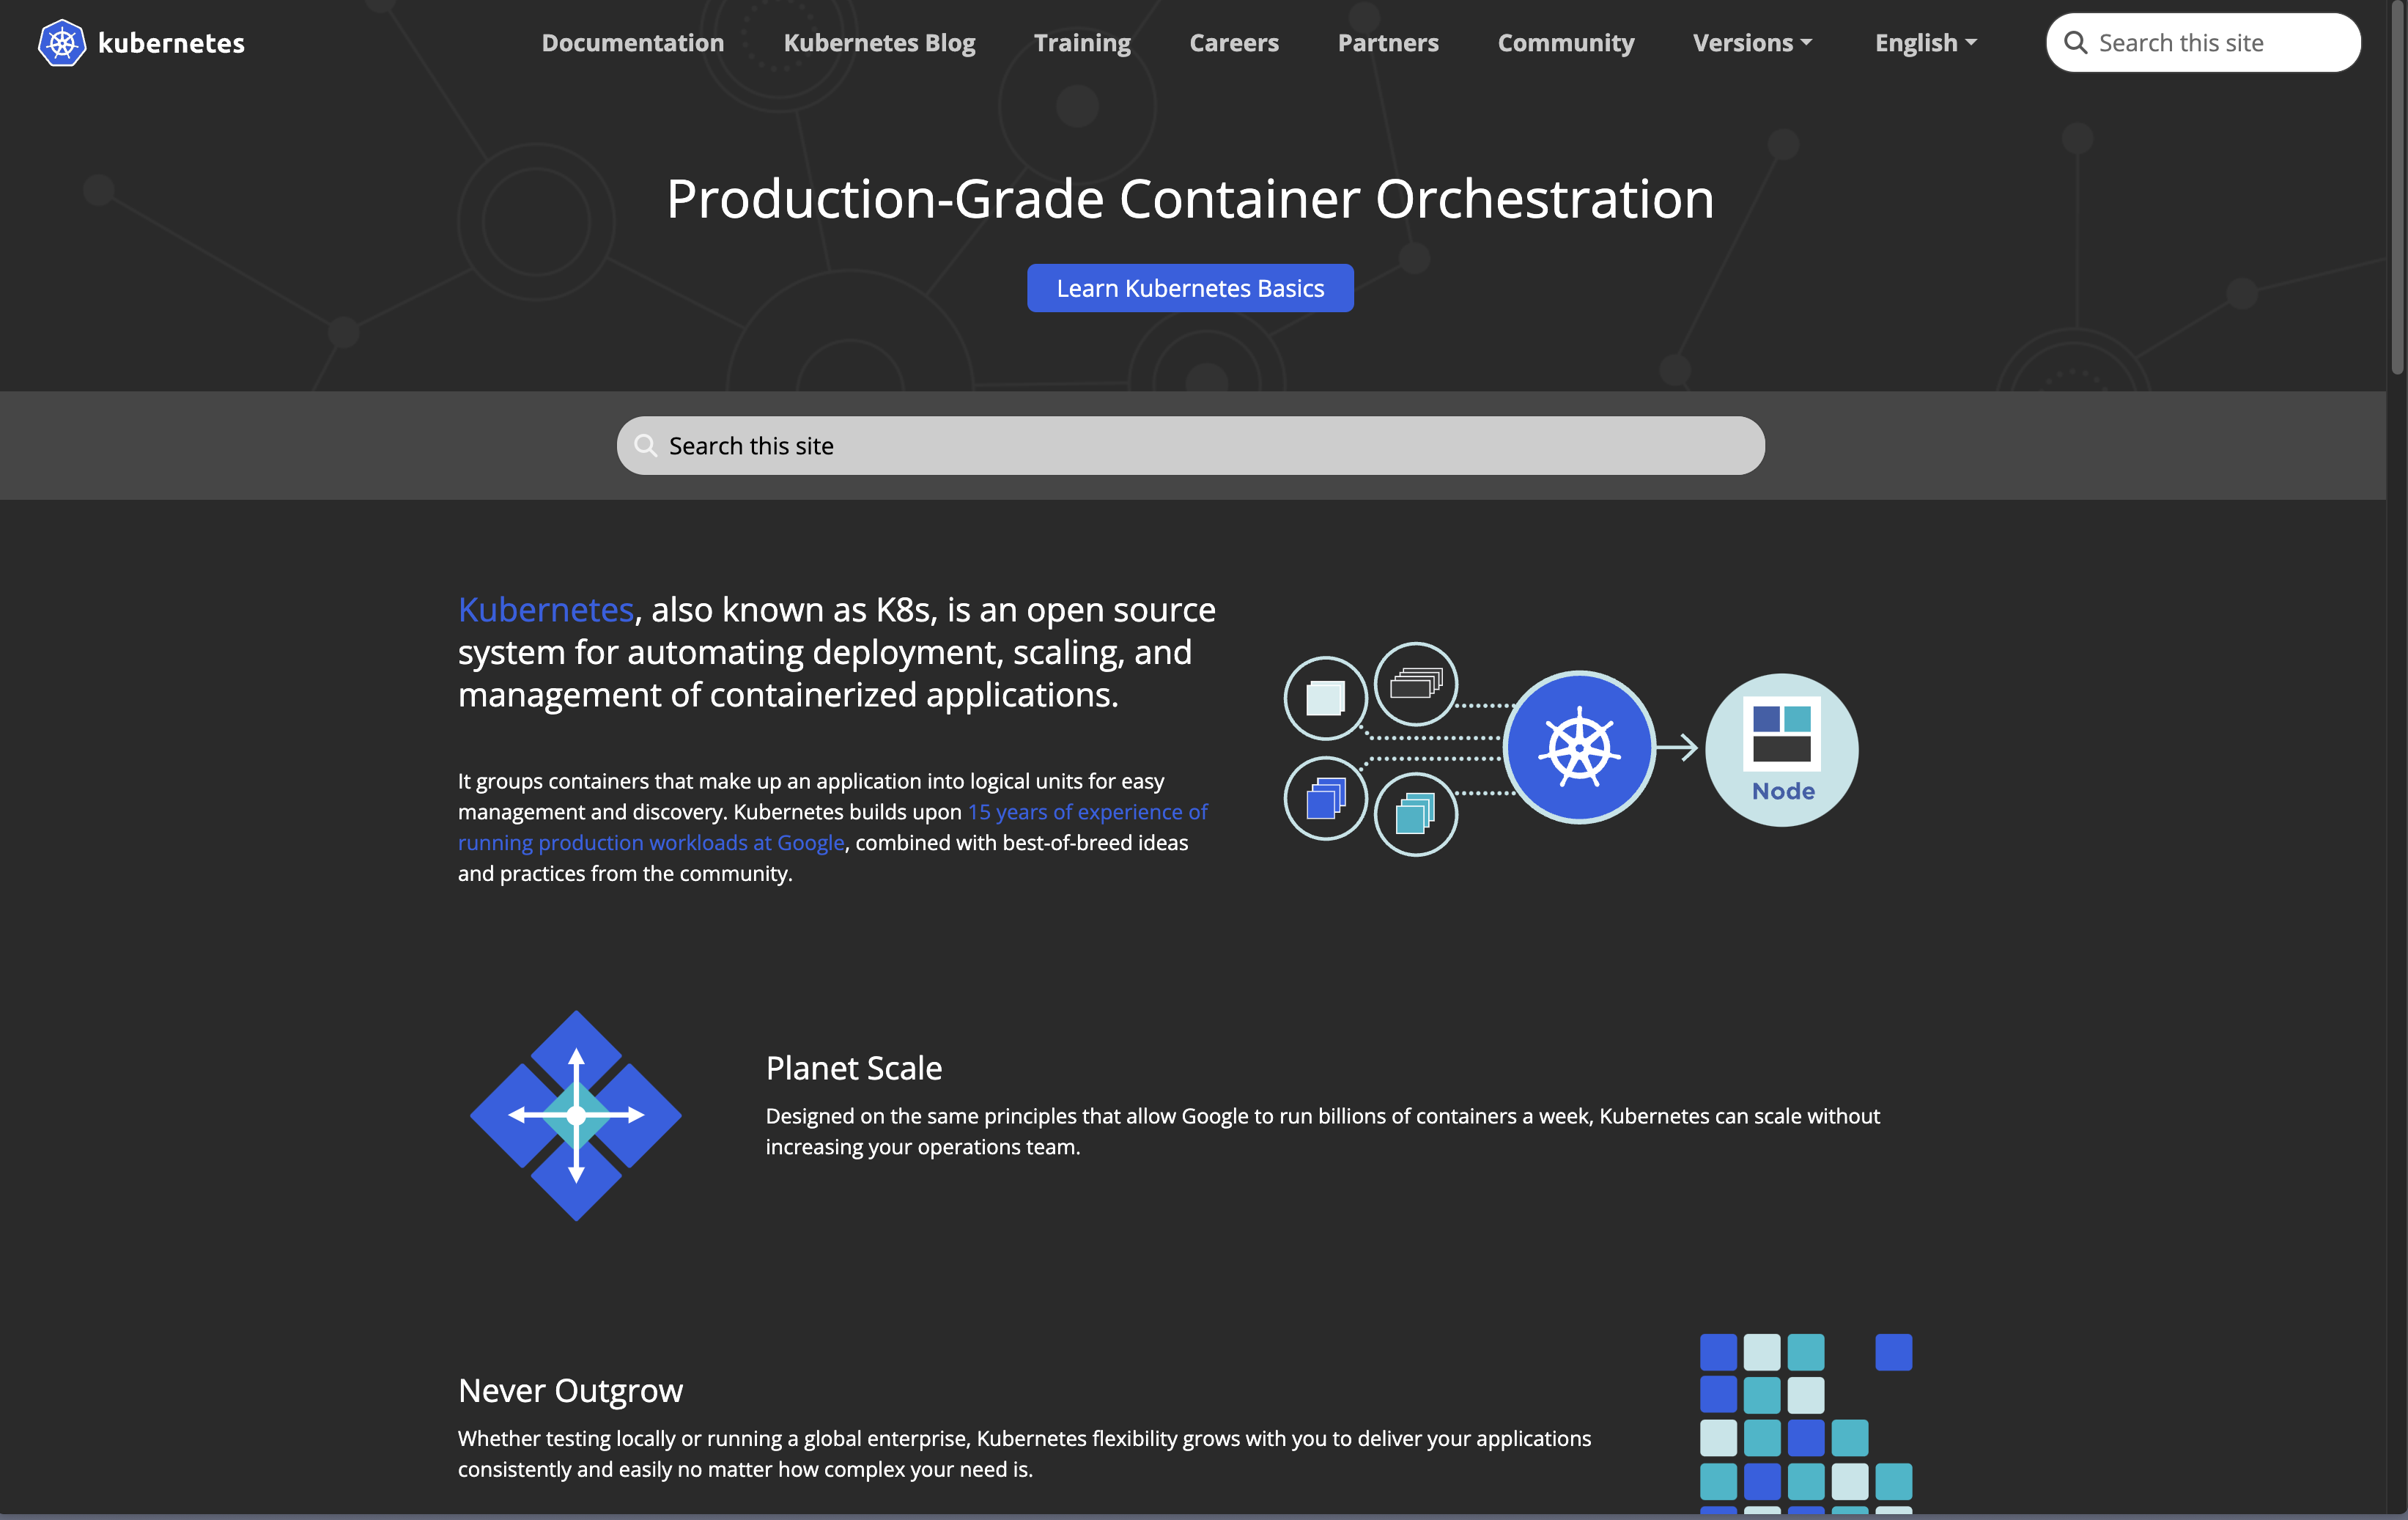 kubernetes
Documentation
Kubernetes Blog
Training
Careers
Partners
Community
Versions
English
Search this site
Production-Grade Container Orchestration
Learn Kubernetes Basics
Search this site
Kubernetes, also known as K8s, is an open source
system for automating deployment, scaling, and
management of containerized applications.
It groups containers that make up an application into logical units for easy
management and discovery. Kubernetes builds upon 15 years of experience of
running production workloads at Google, combined with best-of-breed ideas
and practices from the community.
Node
Planet Scale
Designed on the same principles that allow Google to run billions of containers a week, Kubernetes can scale without
increasing your operations team.
Never Outgrow
Whether testing locally or running a global enterprise, Kubernetes flexibility grows with you to deliver your applications
consistently and easily no matter how complex your need is.